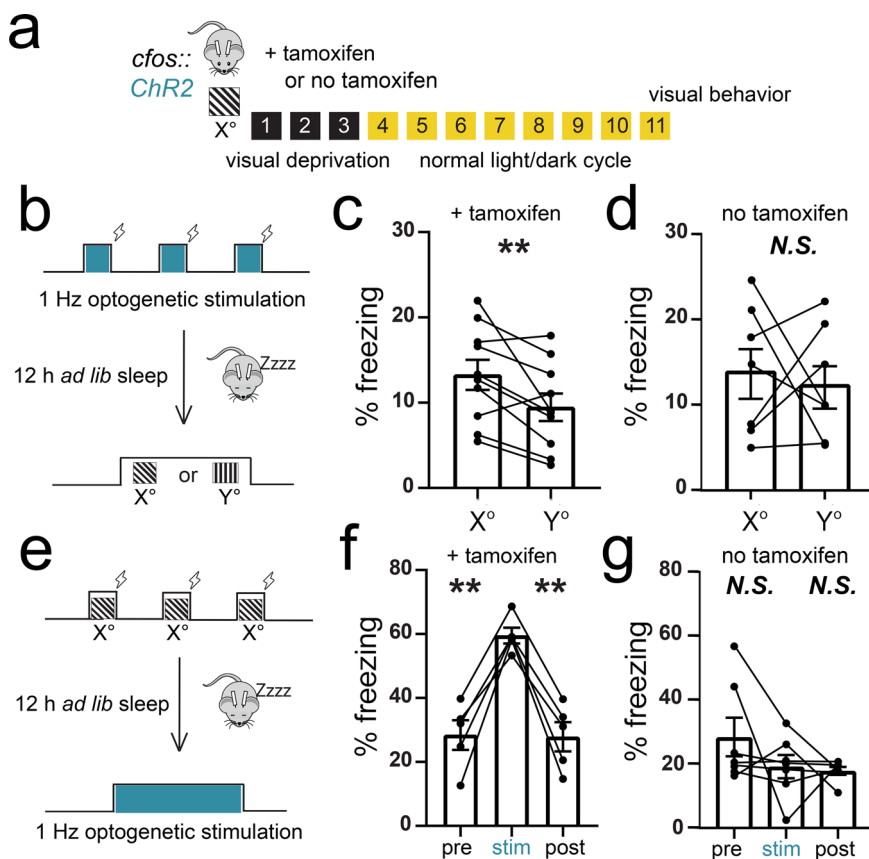 a
cfos::
ChR2
+ tamoxifen
or no tamoxifen
X°
1 2 3 4 5 6 7 8 9 10 11
visual behavior
visual deprivation
normal light/dark cycle
b
1 Hz optogenetic stimulation
12 h ad lib sleep
Zzzz
or
X° Y°
c
+ tamoxifen
**
% freezing
30
20
10
0
X° Y°
d
no tamoxifen
N.S.
% freezing
30
20
10
0
X° Y°
e
X° X° X°
12 h ad lib sleep
Zzzz
1 Hz optogenetic stimulation
f
+ tamoxifen
** **
% freezing
80
60
40
20
0
pre stim post
g
no tamoxifen
N.S. N.S.
% freezing
80
60
40
20
0
pre stim post